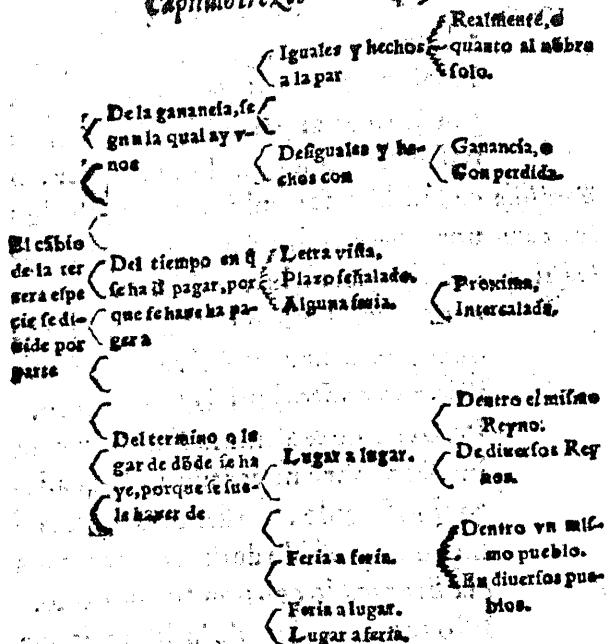 Capitulo trezeno
El cãbio
de la ter
cera espe
cie se di-
uide por
parte
De la ganancia, se
gun la qual ay v-
nos
Iguales y hechos
a la par
Realmente, o
quanto al nõbre
solo.
Desiguales y he-
chos con
Ganancia, o
Con perdida.
Del tiempo en q̃
se ha d̃ pagar, por
que se haze ha pa-
gar a
Letra vista.
Plazo señalado.
Alguna feria.
Proxima,
Intercalada,
Del termino o lu
gar de dõde se ha
ze, porque se sue-
le hazer de
Lugar a lugar.
Dentro el mismo
Reyno.
De diuersos Rey
nos.
Feria a feria.
Dentro vn mis-
mo pueblo.
En diuersos pue-
blos.
Feria a lugar.
Lugar a feria.